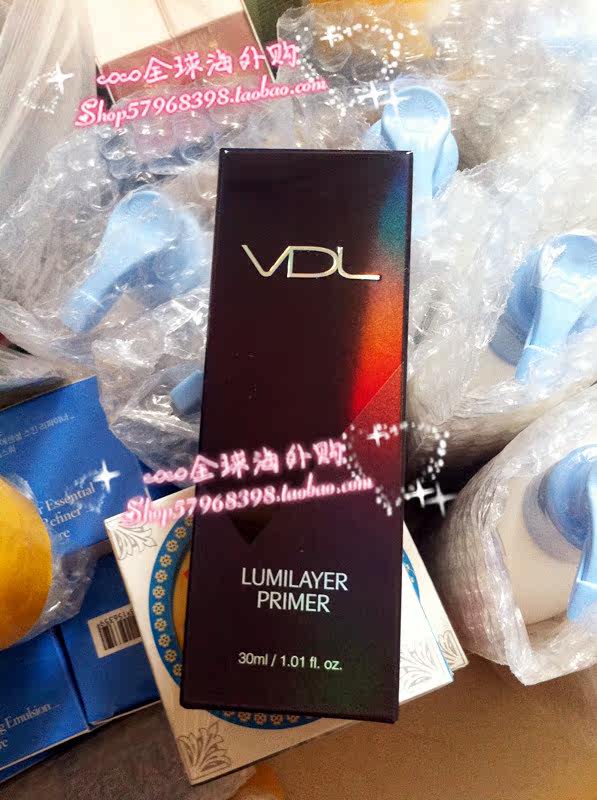 coco全球海外购
Shop57968398.taobao.com
VDL
coco全球海外购
Shop57968398.taobao.com
Essential
Refiner
LUMILAYER
PRIMER
30ml / 1.01 fl. oz.
Emulsion